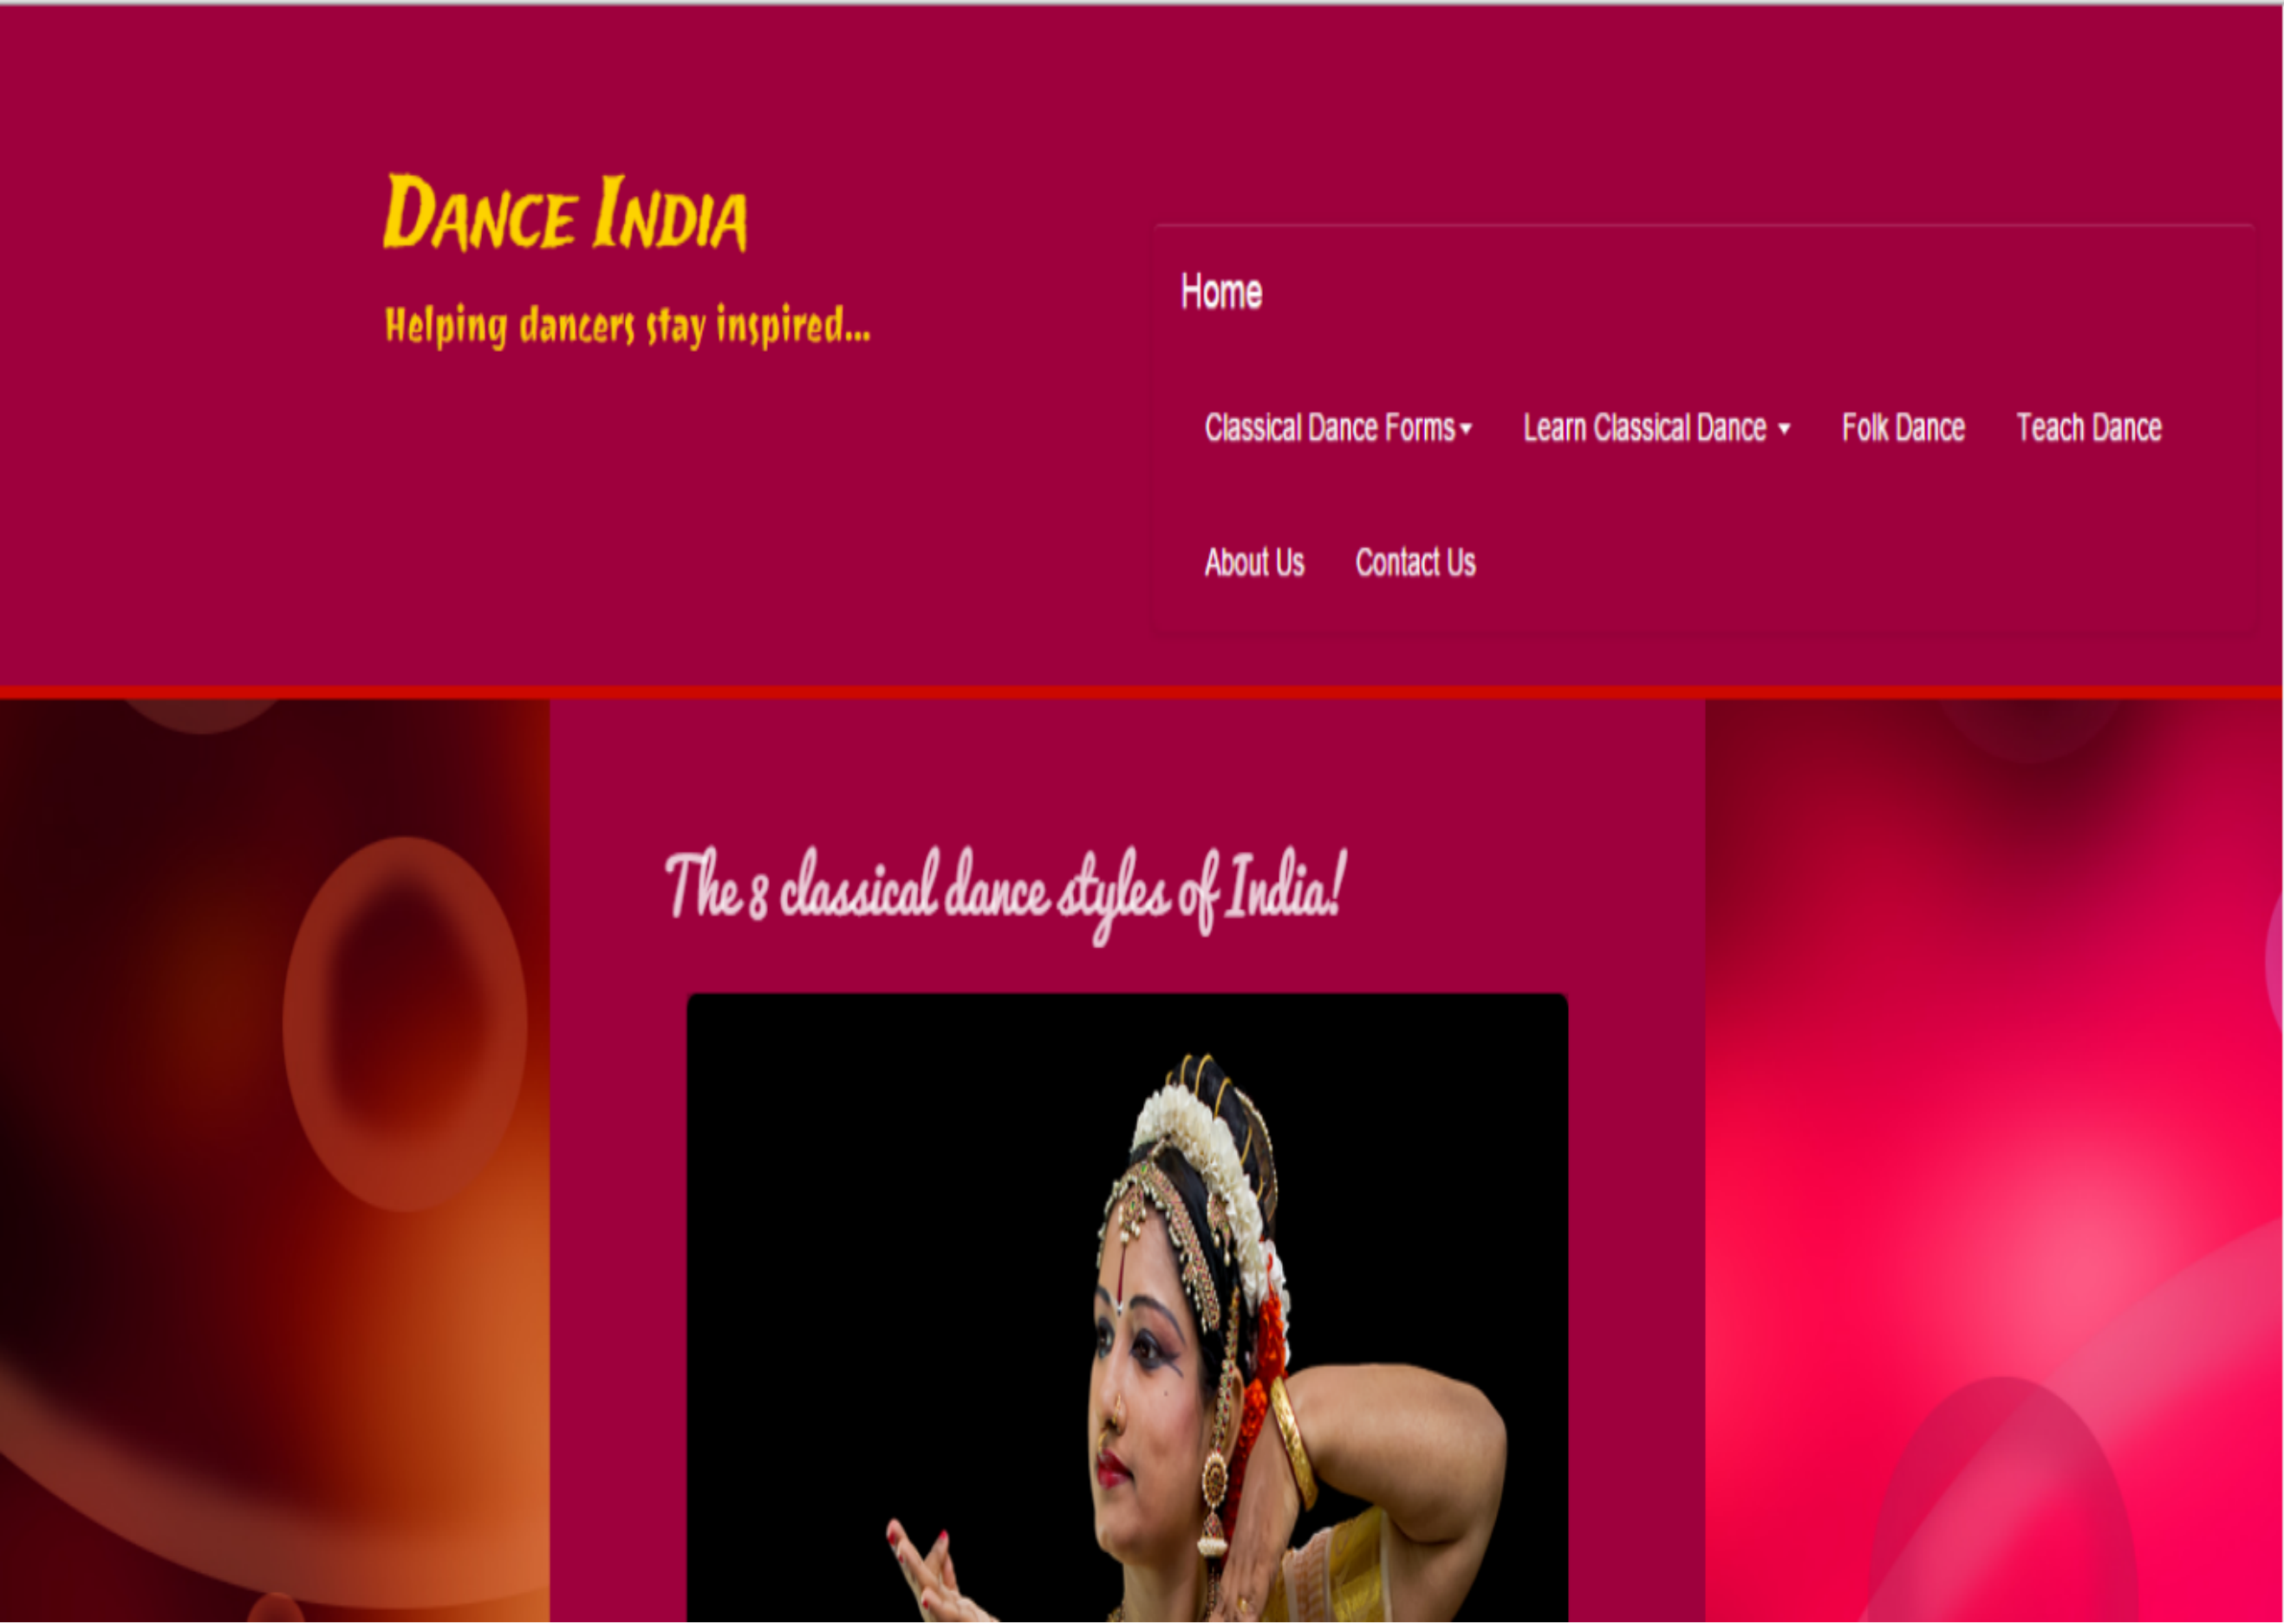 Dance India
Helping dancers stay inspired...
Home
Classical Dance Forms Learn Classical Dance Folk Dance Teach Dance
About Us Contact Us
The 8 classical dance styles of India!